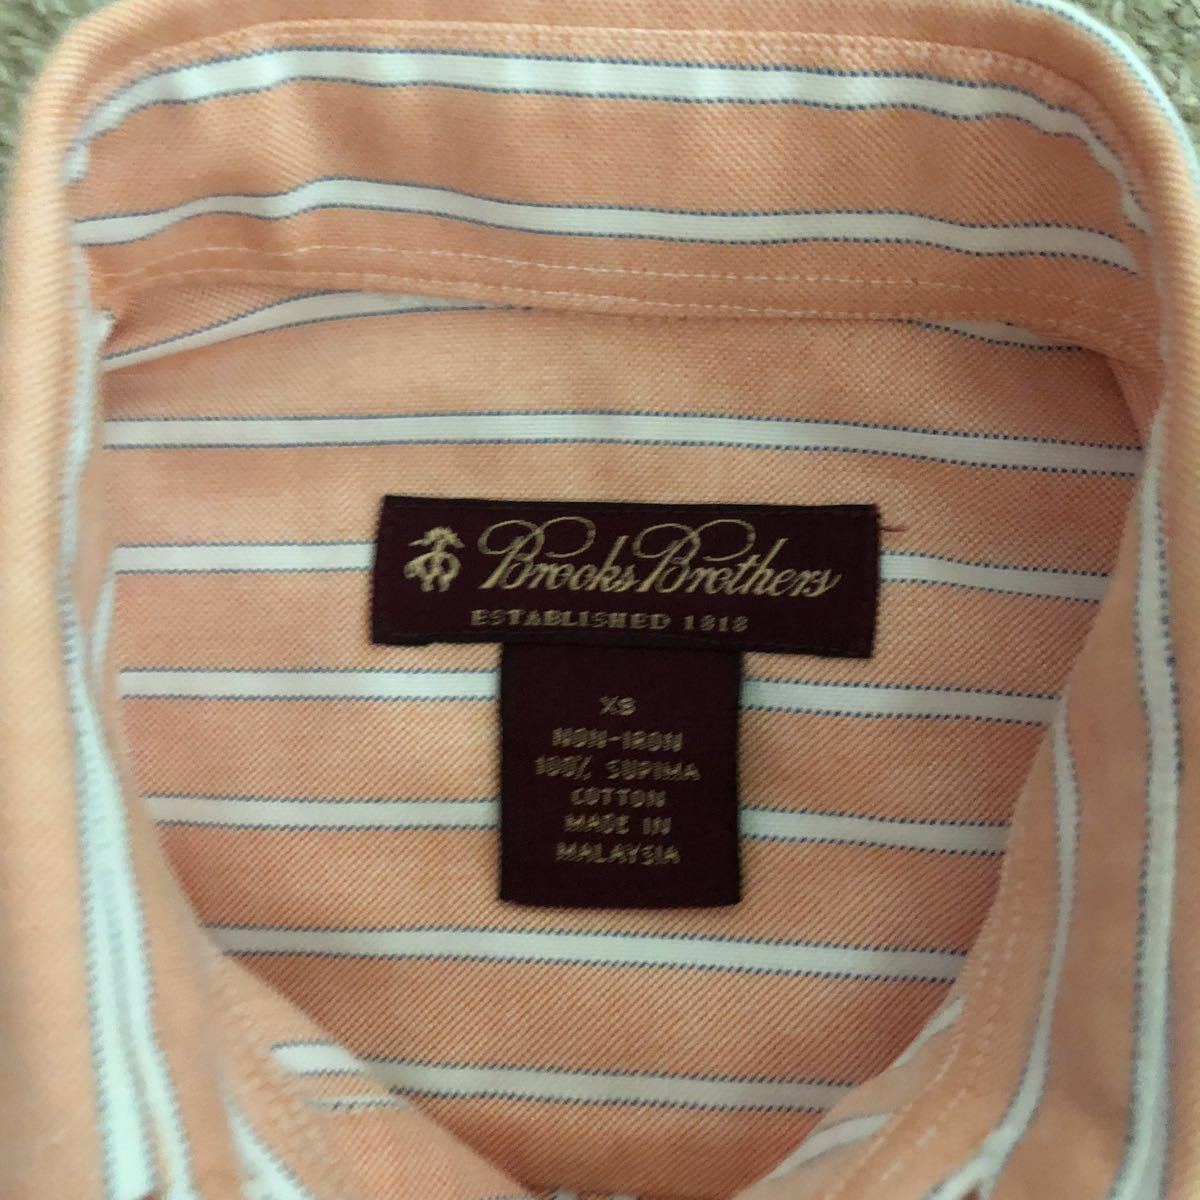 Brooks Brothers
ESTABLISHED 1818
XS
NON-IRON
100% SUPIMA
COTTON
MADE IN
MALAYSIA